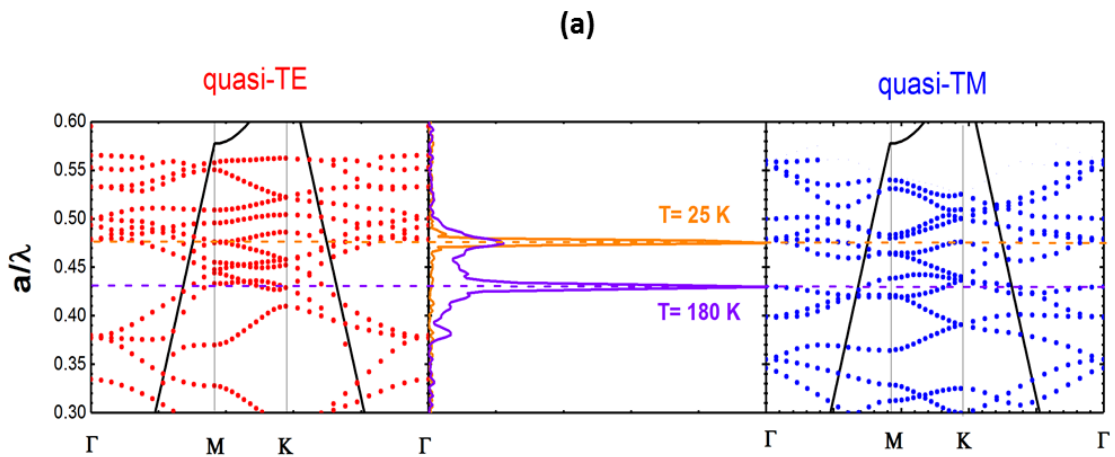 (a)
quasi-TE
quasi-TM
a/λ
0.60
0.55
0.50
0.45
0.40
0.35
0.30
T= 25 K
T= 180 K
Γ M K Γ Γ M K Γ